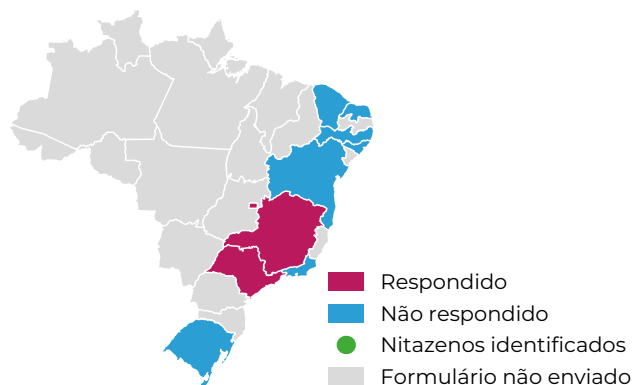 Respondido
Não respondido
Nitazenos identificados
Formulário não enviado